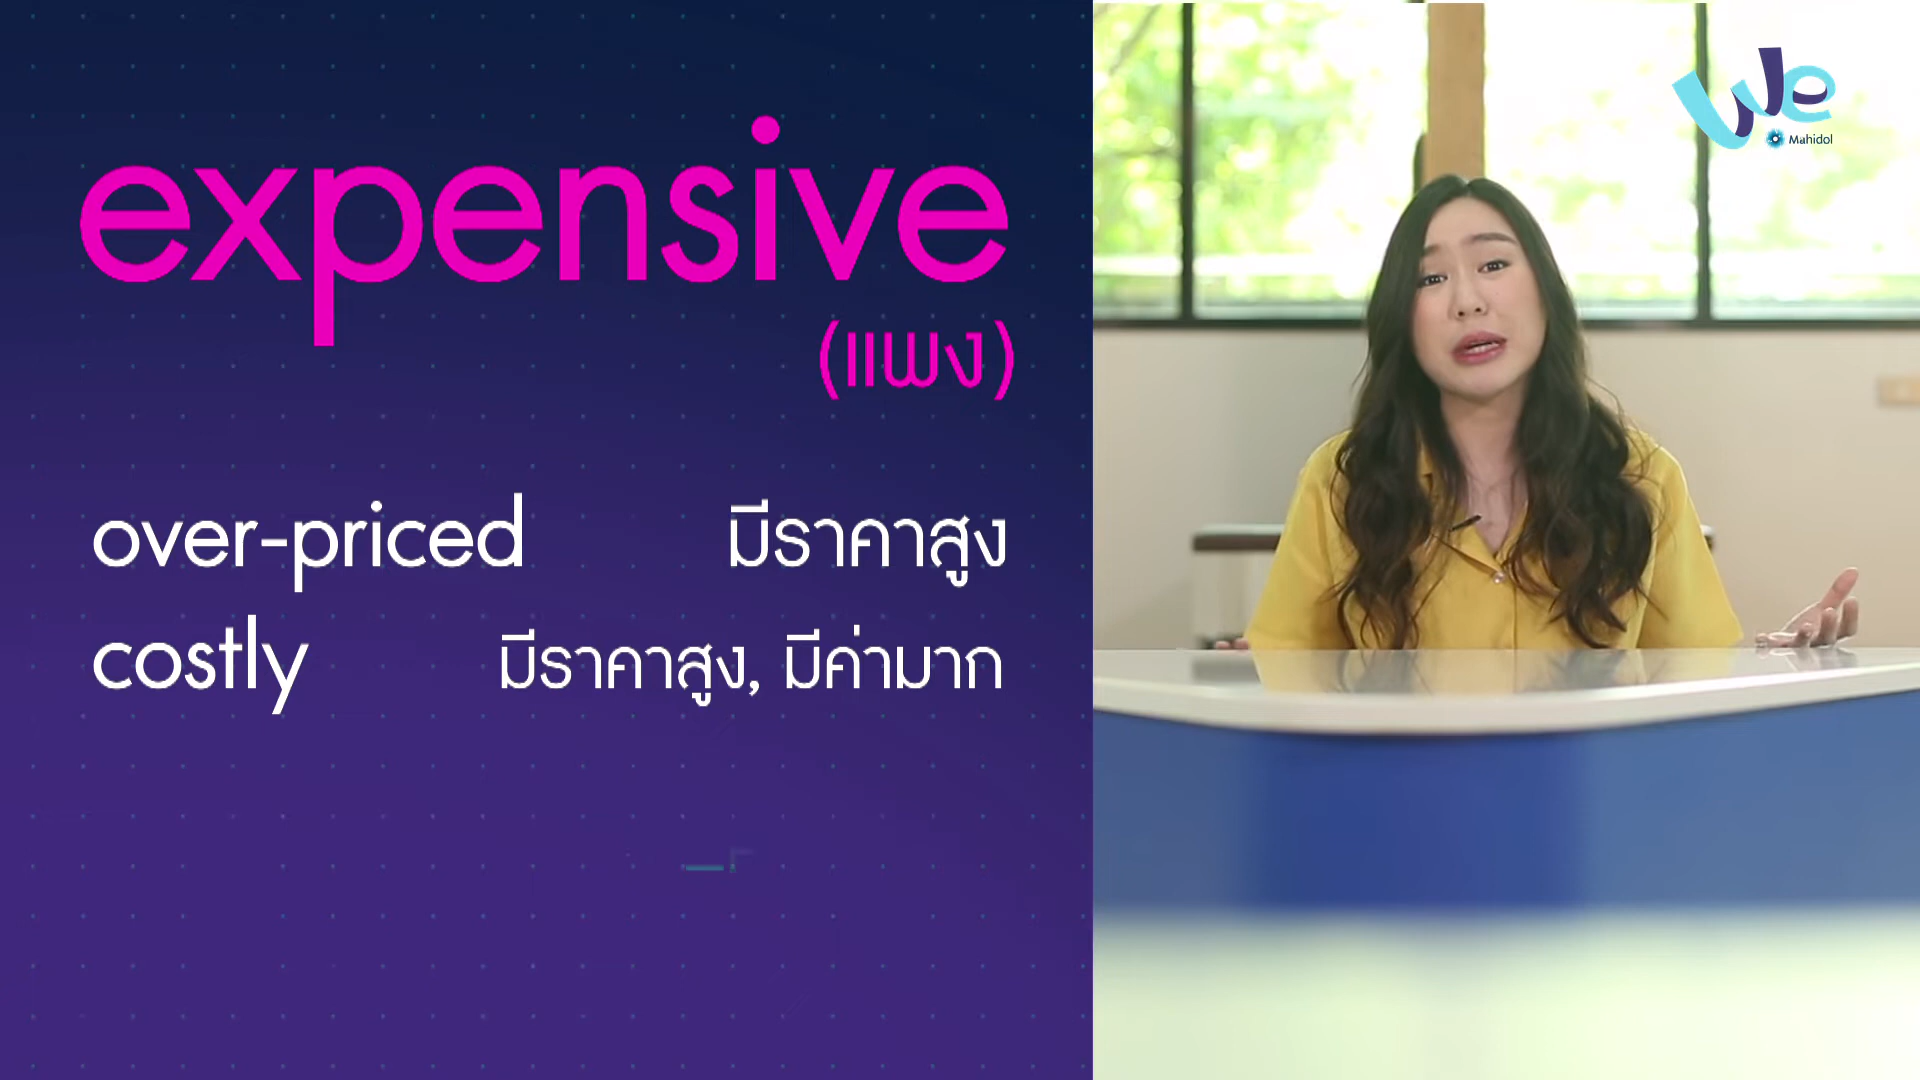 expensive
(แพง)
over-priced มีราคาสูง
costly มีราคาสูง, มีค่ามาก
We
Mahidol